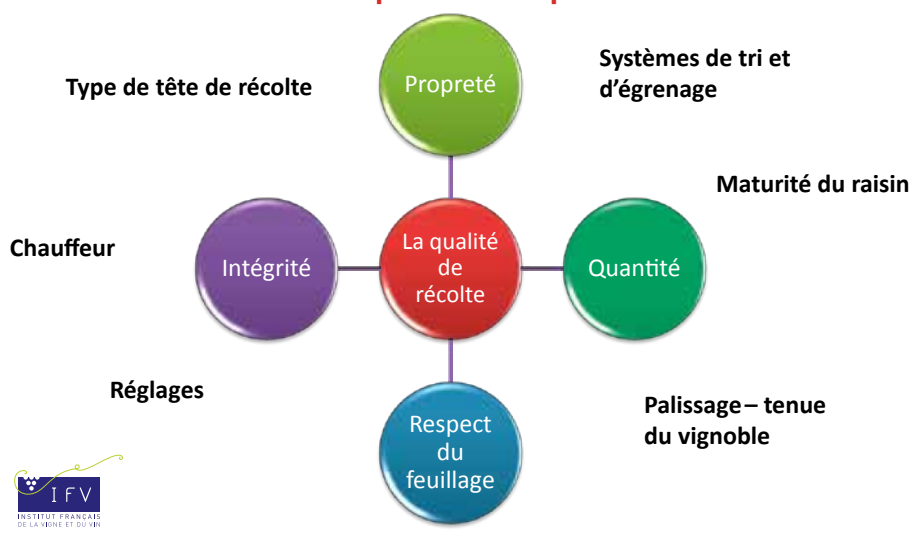 Propreté
Systèmes de tri et
d'égrenage
Type de tête de récolte
Maturité du raisin
Chauffeur
Intégrité
La qualité
de
récolte
Quantité
Réglages
Respect
du
feuillage
Palissage – tenue
du vignoble
IFV
INSTITUT FRANÇAIS
DE LA VIGNE ET DU VIN